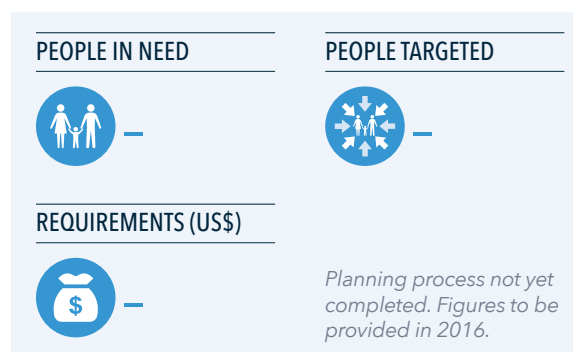 PEOPLE IN NEED
PEOPLE TARGETED
–
–
REQUIREMENTS (US$)
$
–
Planning process not yet
completed. Figures to be
provided in 2016.